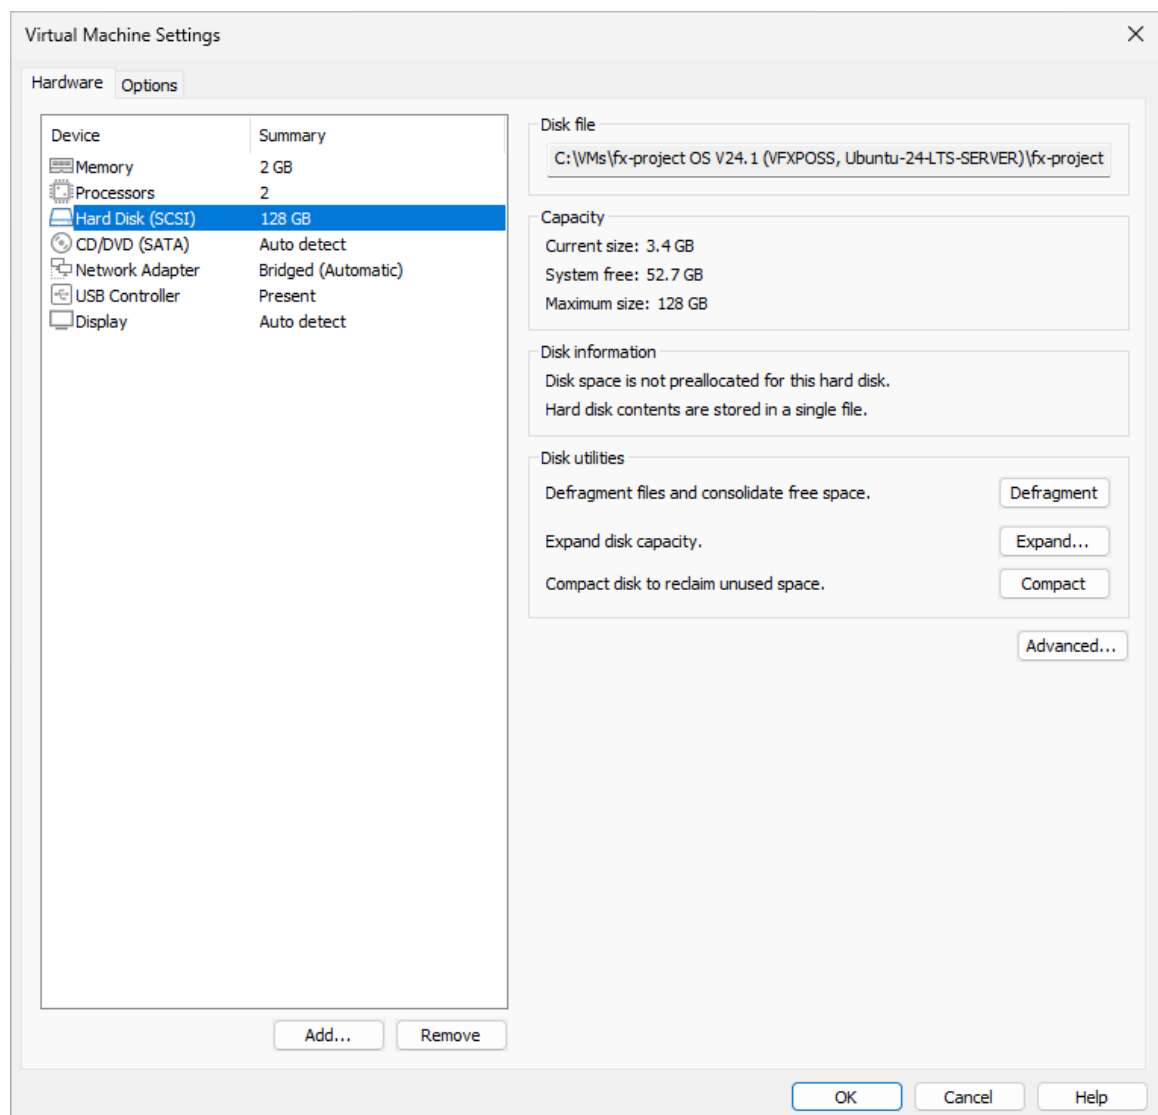 Virtual Machine Settings
Hardware
Options
Device Summary
Memory 2 GB
Processors 2
Hard Disk (SCSI) 128 GB
CD/DVD (SATA) Auto detect
Network Adapter Bridged (Automatic)
USB Controller Present
Display Auto detect
Add... Remove
Disk file
C:\VMs\fx-project OS V24.1 (VFXPOSS, Ubuntu-24-LTS-SERVER)\fx-project
Capacity
Current size: 3.4 GB
System free: 52.7 GB
Maximum size: 128 GB
Disk information
Disk space is not preallocated for this hard disk.
Hard disk contents are stored in a single file.
Disk utilities
Defragment files and consolidate free space. Defragment
Expand disk capacity. Expand...
Compact disk to reclaim unused space. Compact
Advanced...
OK Cancel Help